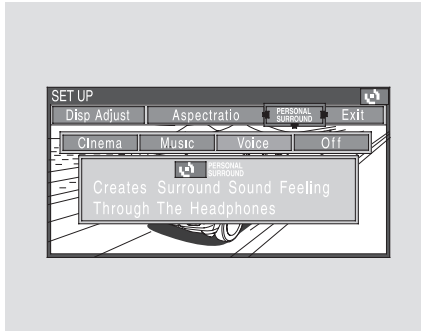 SET UP
Disp Adjust Aspectratio PERSONAL SURROUND Exit
CInema Music Voice Off
PERSONAL
SURROUND
Creates Surround Sound Feeling
Through The Headphones